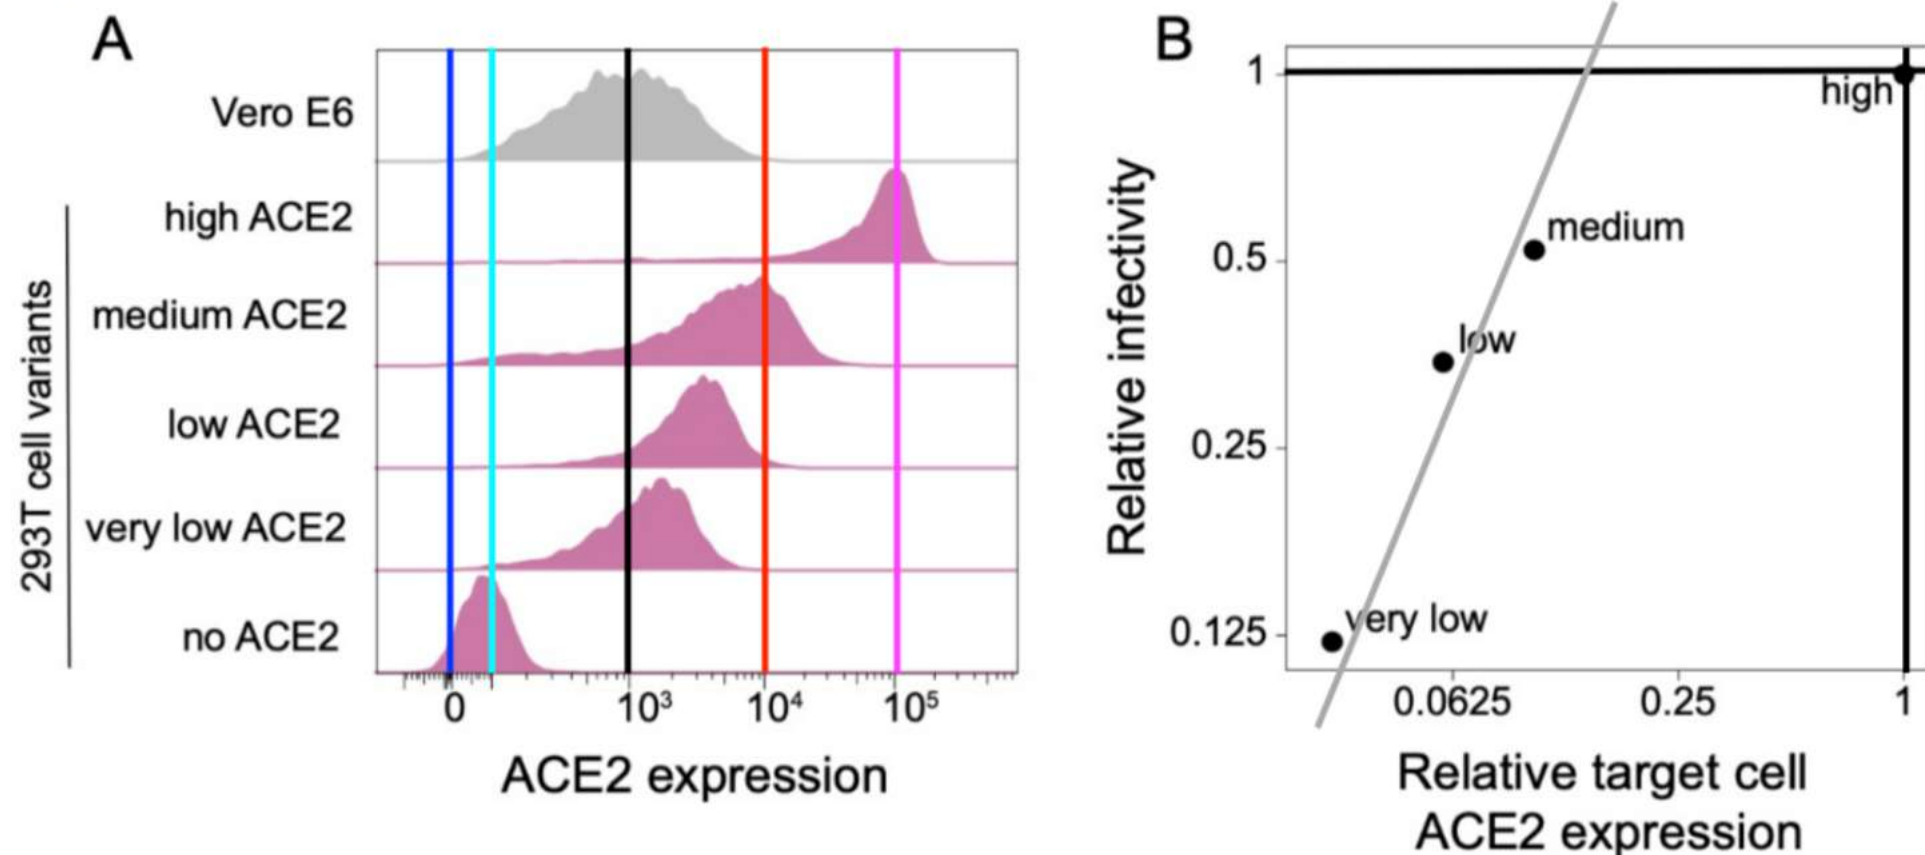 A
Vero E6
high ACE2
medium ACE2
low ACE2
very low ACE2
no ACE2
293T cell variants
0 10³ 10⁴ 10⁵
ACE2 expression
B
1
0.5
0.25
0.125
Relative infectivity
high
medium
low
very low
0.0625 0.25 1
Relative target cell
ACE2 expression